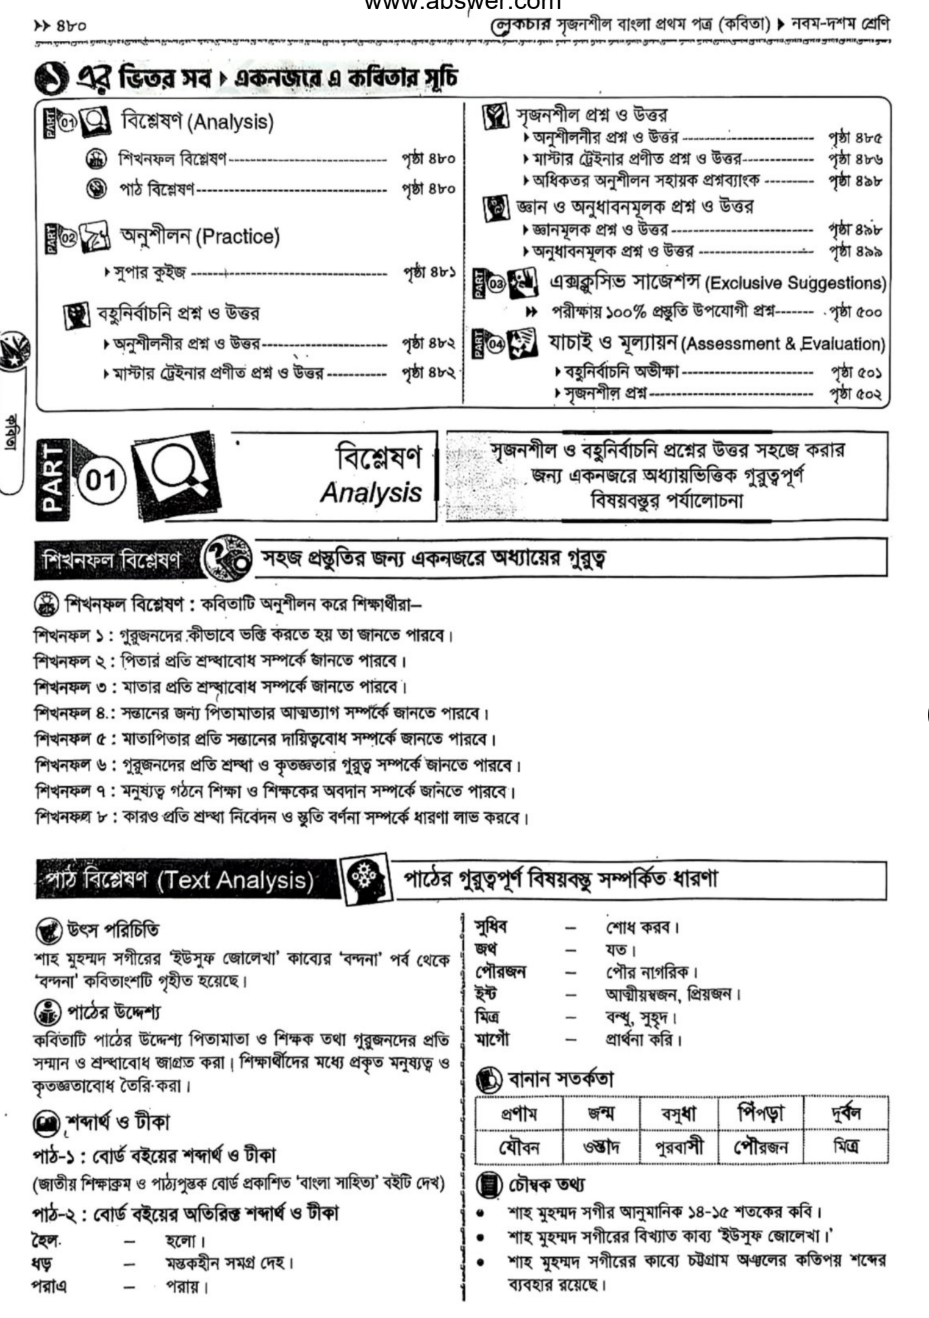 www.abswer.com
৪৮০
লেকচার সৃজনশীল বাংলা প্রথম পত্র (কবিতা) ▶ নবম-দশম শ্রেণি
১ এর ভিতর সব ▶ একনজরে এ কবিতার সূচি
PART 01 বিশ্লেষণ (Analysis)
শিখনফল বিশ্লেষণ পৃষ্ঠা ৪৮০
পাঠ বিশ্লেষণ পৃষ্ঠা ৪৮০
PART 02 অনুশীলন (Practice)
সুপার কুইজ পৃষ্ঠা ৪৮১
বহুনির্বাচনি প্রশ্ন ও উত্তর
অনুশীলনীর প্রশ্ন ও উত্তর পৃষ্ঠা ৪৮২
মাস্টার ট্রেইনার প্রণীত প্রশ্ন ও উত্তর পৃষ্ঠা ৪৮২
সৃজনশীল প্রশ্ন ও উত্তর
অনুশীলনীর প্রশ্ন ও উত্তর পৃষ্ঠা ৪৮৫
মাস্টার ট্রেইনার প্রণীত প্রশ্ন ও উত্তর পৃষ্ঠা ৪৮৬
অধিকতর অনুশীলন সহায়ক প্রশ্নব্যাংক পৃষ্ঠা ৪৯৮
জ্ঞান ও অনুধাবনমূলক প্রশ্ন ও উত্তর
জ্ঞানমূলক প্রশ্ন ও উত্তর পৃষ্ঠা ৪৯৮
অনুধাবনমূলক প্রশ্ন ও উত্তর পৃষ্ঠা ৪৯৯
PART 03 এক্সক্লুসিভ সাজেশন্স (Exclusive Suggestions)
পরীক্ষায় ১০০% প্রস্তুতি উপযোগী প্রশ্ন পৃষ্ঠা ৫০০
PART 04 যাচাই ও মূল্যায়ন (Assessment & Evaluation)
বহুনির্বাচনি অভীক্ষা পৃষ্ঠা ৫০১
সৃজনশীল প্রশ্ন পৃষ্ঠা ৫০২
কবিতা
PART 01
বিশ্লেষণ
Analysis
সৃজনশীল ও বহুনির্বাচনি প্রশ্নের উত্তর সহজে করার
জন্য একনজরে অধ্যায়ভিত্তিক গুরুত্বপূর্ণ
বিষয়বস্তুর পর্যালোচনা
শিখনফল বিশ্লেষণ সহজ প্রস্তুতির জন্য একনজরে অধ্যায়ের গুরুত্ব
শিখনফল বিশ্লেষণ : কবিতাটি অনুশীলন করে শিক্ষার্থীরা–
শিখনফল ১ : গুরুজনদের কীভাবে ভক্তি করতে হয় তা জানতে পারবে।
শিখনফল ২ : পিতার প্রতি শ্রদ্ধাবোধ সম্পর্কে জানতে পারবে।
শিখনফল ৩ : মাতার প্রতি শ্রদ্ধাবোধ সম্পর্কে জানতে পারবে।
শিখনফল ৪ : সন্তানের জন্য পিতামাতার আত্মত্যাগ সম্পর্কে জানতে পারবে।
শিখনফল ৫ : মাতাপিতার প্রতি সন্তানের দায়িত্ববোধ সম্পর্কে জানতে পারবে।
শিখনফল ৬ : গুরুজনদের প্রতি শ্রদ্ধা ও কৃতজ্ঞতার গুরুত্ব সম্পর্কে জানতে পারবে।
শিখনফল ৭ : মনুষ্যত্ব গঠনে শিক্ষা ও শিক্ষকের অবদান সম্পর্কে জানতে পারবে।
শিখনফল ৮ : কারও প্রতি শ্রদ্ধা নিবেদন ও স্তুতি বর্ণনা সম্পর্কে ধারণা লাভ করবে।
পাঠ বিশ্লেষণ (Text Analysis) পাঠের গুরুত্বপূর্ণ বিষয়বস্তু সম্পর্কিত ধারণা
উৎস পরিচিতি
শাহ মুহম্মদ সগীরের ‘ইউসুফ জোলেখা’ কাব্যের ‘বন্দনা’ পর্ব থেকে
‘বন্দনা’ কবিতাংশটি গৃহীত হয়েছে।
পাঠের উদ্দেশ্য
কবিতাটি পাঠের উদ্দেশ্য পিতামাতা ও শিক্ষক তথা গুরুজনদের প্রতি
সম্মান ও শ্রদ্ধাবোধ জাগ্রত করা। শিক্ষার্থীদের মধ্যে প্রকৃত মনুষ্যত্ব ও
কৃতজ্ঞতাবোধ তৈরি করা।
শব্দার্থ ও টীকা
পাঠ-১ : বোর্ড বইয়ের শব্দার্থ ও টীকা
(জাতীয় শিক্ষাক্রম ও পাঠ্যপুস্তক বোর্ড প্রকাশিত ‘বাংলা সাহিত্য’ বইটি দেখ)
পাঠ-২ : বোর্ড বইয়ের অতিরিক্ত শব্দার্থ ও টীকা
হৈল – হলো।
ধড় – মস্তকহীন সমগ্র দেহ।
পরাএ – পরায়।
সুধিব – শোধ করব।
জথ – যত।
পৌরজন – পৌর নাগরিক।
ইষ্ট – আত্মীয়স্বজন, প্রিয়জন।
মিত্র – বন্ধু, সুহৃদ।
মাগোঁ – প্রার্থনা করি।
বানান সতর্কতা
প্রণাম জন্ম বসুধা পিঁপড়া দুর্বল
যৌবন ওস্তাদ পুরবাসী পৌরজন মিত্র
চৌম্বক তথ্য
• শাহ মুহম্মদ সগীর আনুমানিক ১৪-১৫ শতকের কবি।
• শাহ মুহম্মদ সগীরের বিখ্যাত কাব্য ‘ইউসুফ জোলেখা।’
• শাহ মুহম্মদ সগীরের কাব্যে চট্টগ্রাম অঞ্চলের কতিপয় শব্দের
ব্যবহার রয়েছে।